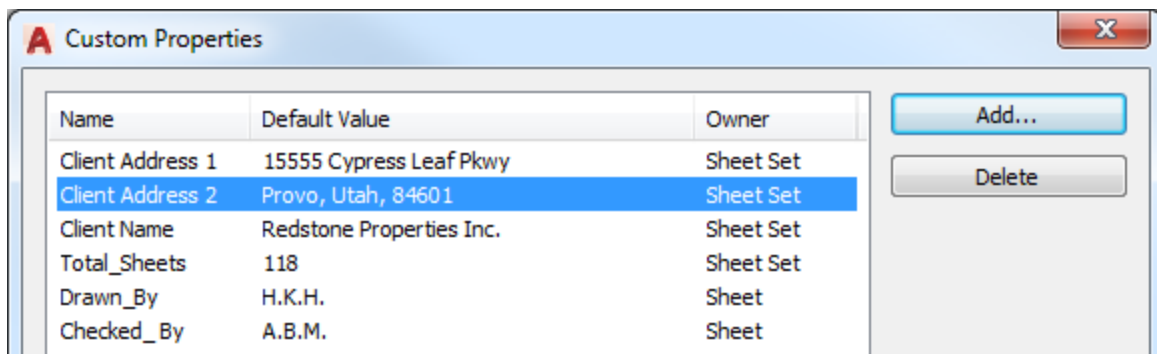 Custom Properties
Name Default Value Owner Add...
Client Address 1 15555 Cypress Leaf Pkwy Sheet Set
Client Address 2 Provo, Utah, 84601 Sheet Set Delete
Client Name Redstone Properties Inc. Sheet Set
Total_Sheets 118 Sheet Set
Drawn_By H.K.H. Sheet
Checked_ By A.B.M. Sheet